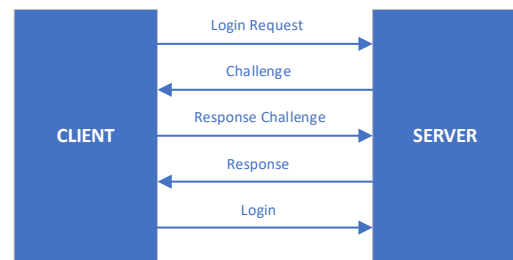 Login Request
Challenge
CLIENT
Response Challenge
SERVER
Response
Login